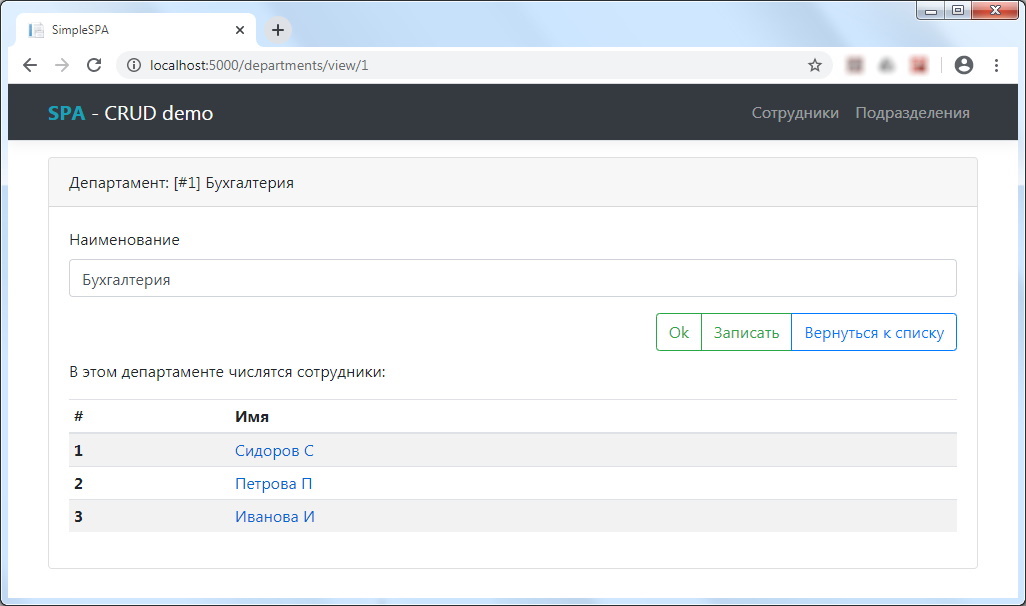 SimpleSPA
localhost:5000/departments/view/1
SPA - CRUD demo Сотрудники Подразделения
Департамент: [#1] Бухгалтерия
Наименование
Бухгалтерия
Ok Записать Вернуться к списку
В этом департаменте числятся сотрудники:
# Имя
1 Сидоров С
2 Петрова П
3 Иванова И